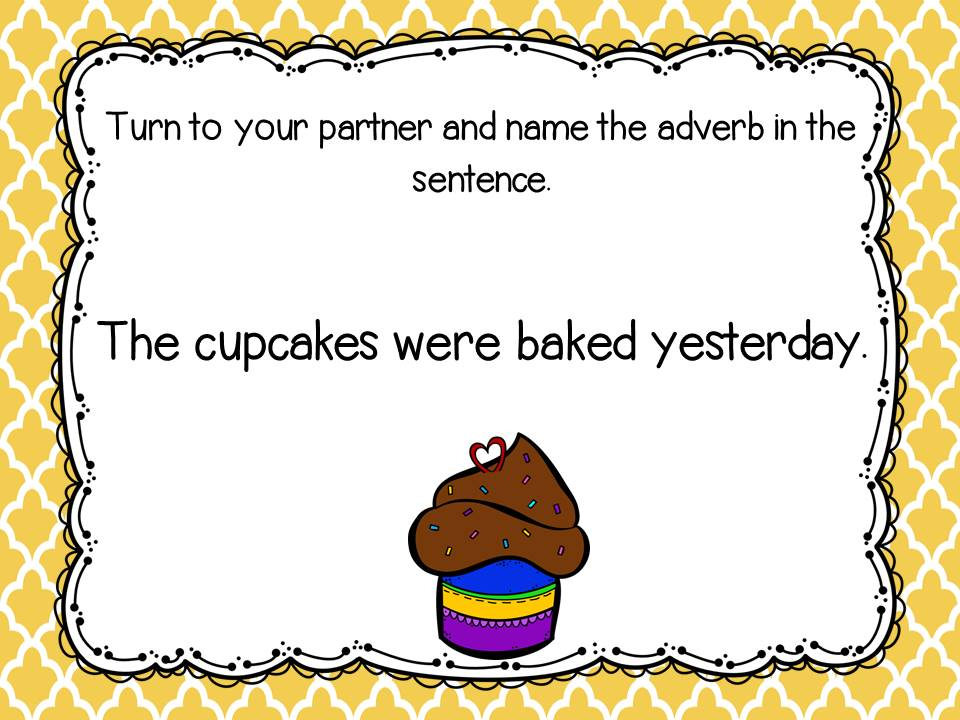 Turn to your partner and name the adverb in the
sentence.
The cupcakes were baked yesterday.